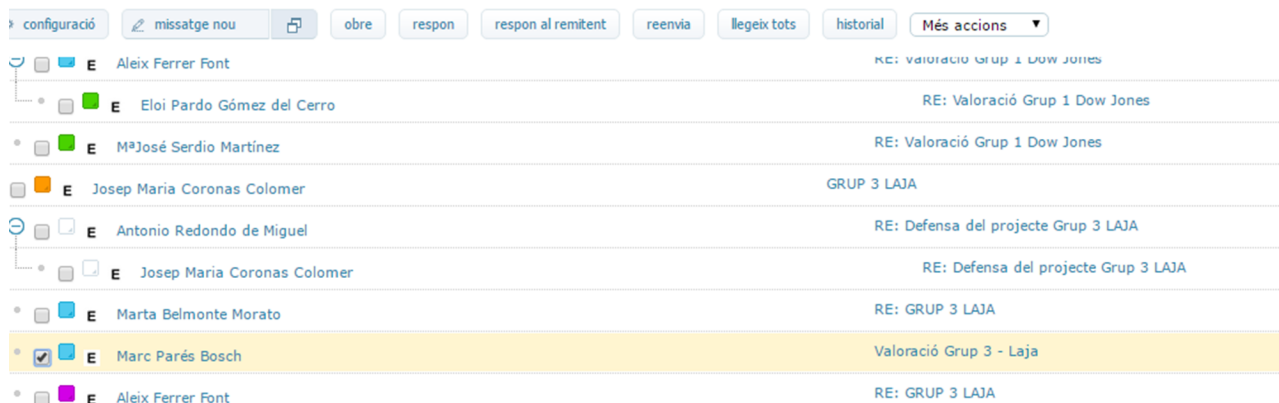 configuració missatge nou obre respon respon al remitent reenvia llegeix tots historial Més accions
E Aleix Ferrer Font RE: Valoració Grup 1 Dow Jones
E Eloi Pardo Gómez del Cerro RE: Valoració Grup 1 Dow Jones
E MªJosé Serdio Martínez RE: Valoració Grup 1 Dow Jones
E Josep Maria Coronas Colomer GRUP 3 LAJA
E Antonio Redondo de Miguel RE: Defensa del projecte Grup 3 LAJA
E Josep Maria Coronas Colomer RE: Defensa del projecte Grup 3 LAJA
E Marta Belmonte Morato RE: GRUP 3 LAJA
E Marc Parés Bosch Valoració Grup 3 - Laja
E Aleix Ferrer Font RE: GRUP 3 LAJA